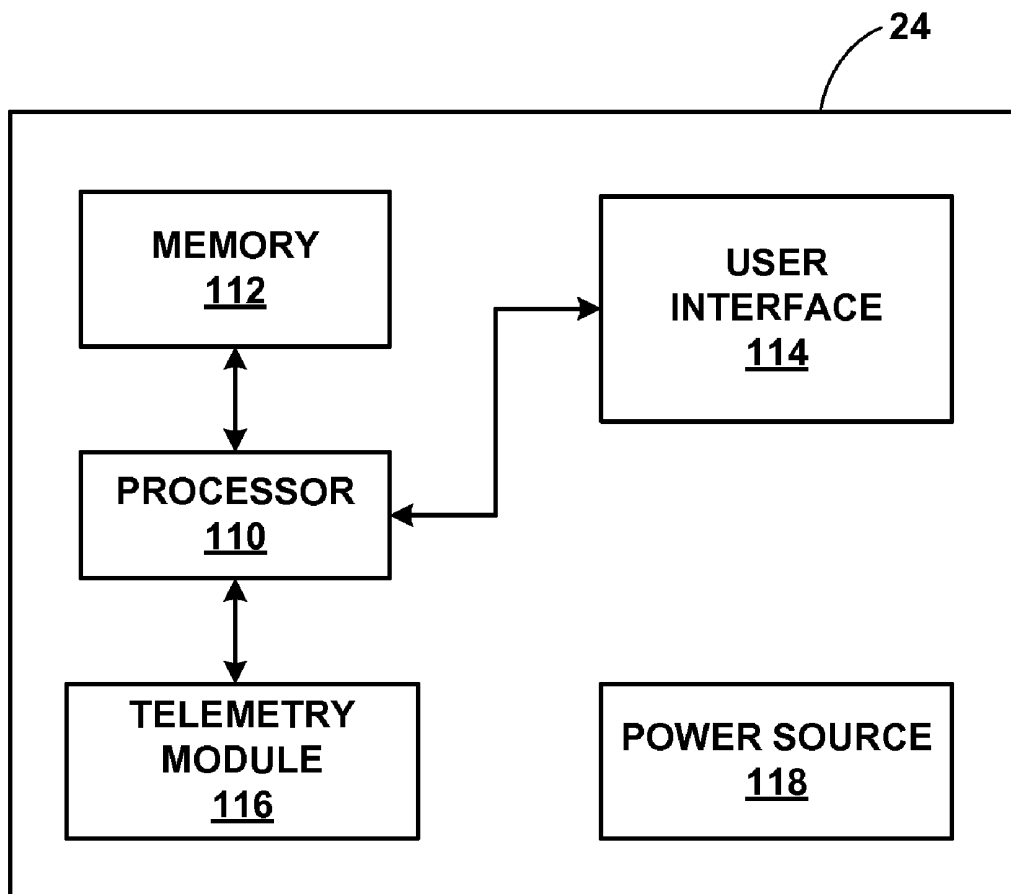 24
MEMORY
112
USER
INTERFACE
114
PROCESSOR
110
TELEMETRY
MODULE
116
POWER SOURCE
118